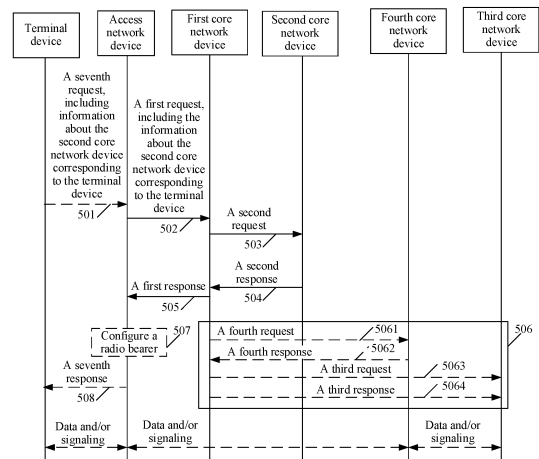 Terminal
device
Access
network
device
First core
network
device
Second core
network
device
Fourth core
network
device
Third core
network
device
A seventh
request,
including
information
about the
second core
network device
corresponding
to the terminal
device
501
A first request,
including the
information
about the
second core
network device
corresponding
to the terminal
device
502
A second
request
503
A second
response
504
A first response
505
Configure a
radio bearer
507
506
A fourth request
5061
A fourth response
5062
A third request
5063
A third response
5064
A seventh
response
508
Data and/or
signaling
Data and/or
signaling
Data and/or
signaling